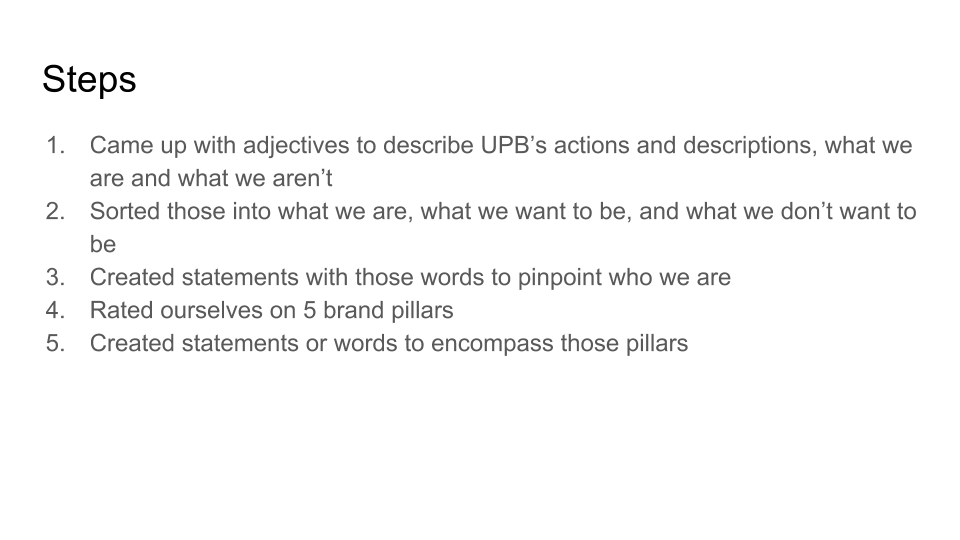 Steps
1. Came up with adjectives to describe UPB’s actions and descriptions, what we
are and what we aren’t
2. Sorted those into what we are, what we want to be, and what we don’t want to
be
3. Created statements with those words to pinpoint who we are
4. Rated ourselves on 5 brand pillars
5. Created statements or words to encompass those pillars